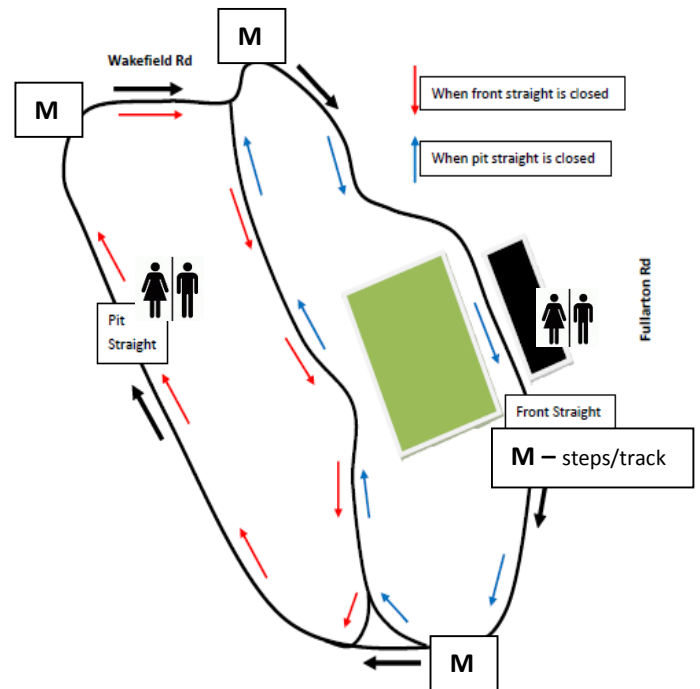 M
Wakefield Rd
M
When front straight is closed
When pit straight is closed
Fullarton Rd
Pit
Straight
Front Straight
M – steps/track
M